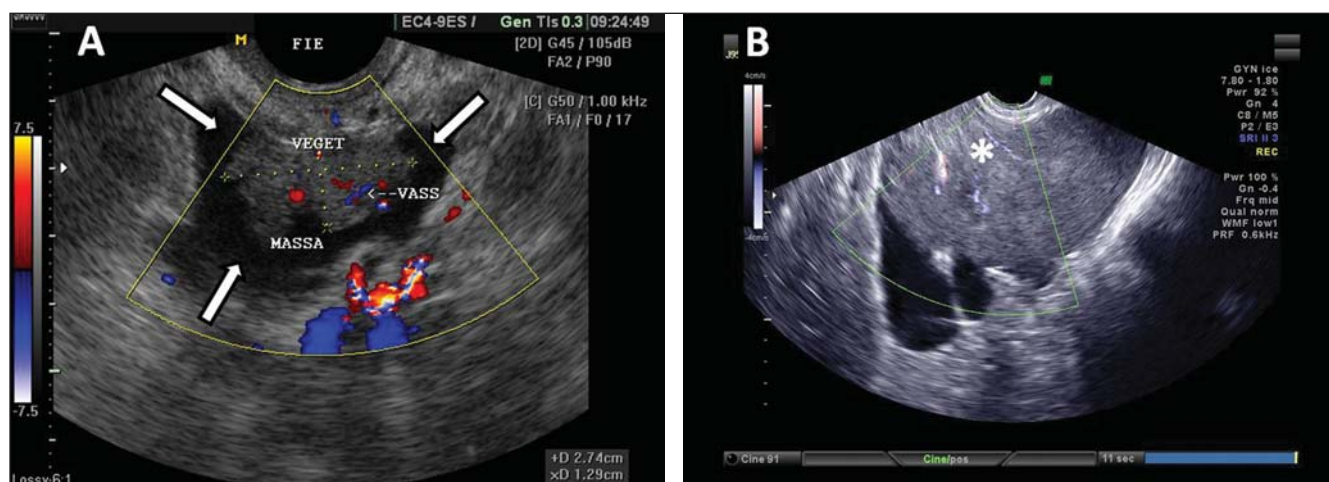 A
EC4-9ES / Gen TIs 0.3 09:24:49
M
FIE
[2D] G45 / 105dB
FA2 / P90
[C] G50 / 1.00 kHz
FA1 / F0 / 17
7.5
VEGET
<--VASS
MASSA
-7.5
+D 2.74cm
×D 1.29cm
Lossy 6:1
B
4cm/s
-4cm/s
GYN ice
7.80 - 1.80
Pwr 92 %
Gn 4
C8 / M5
P2 / E3
SRI II 3
REC
Pwr 100 %
Gn -0.4
Frq mid
Qual norm
WMF low1
PRF 0.6kHz
*
Cine 91
Cine/pos
11 sec